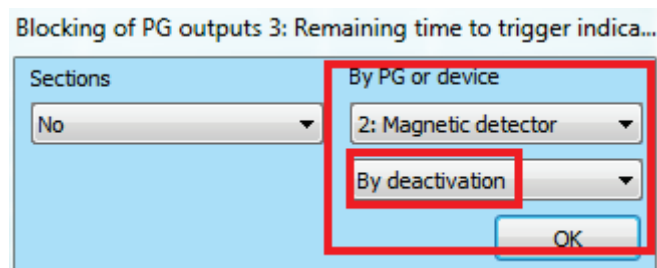 Blocking of PG outputs 3: Remaining time to trigger indica...
Sections
By PG or device
No
2: Magnetic detector
By deactivation
OK